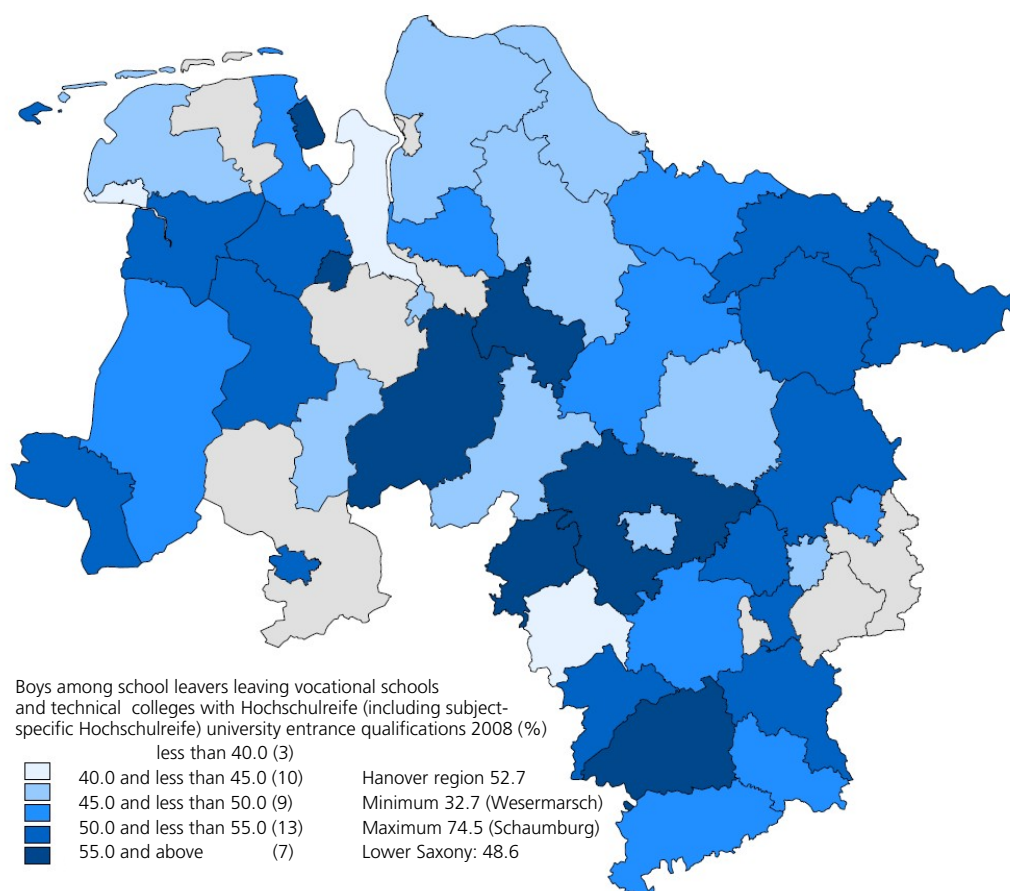 Boys among school leavers leaving vocational schools
and technical colleges with Hochschulreife (including subject-
specific Hochschulreife) university entrance qualifications 2008 (%)
less than 40.0 (3)
40.0 and less than 45.0 (10) Hanover region 52.7
45.0 and less than 50.0 (9) Minimum 32.7 (Wesermarsch)
50.0 and less than 55.0 (13) Maximum 74.5 (Schaumburg)
55.0 and above (7) Lower Saxony: 48.6